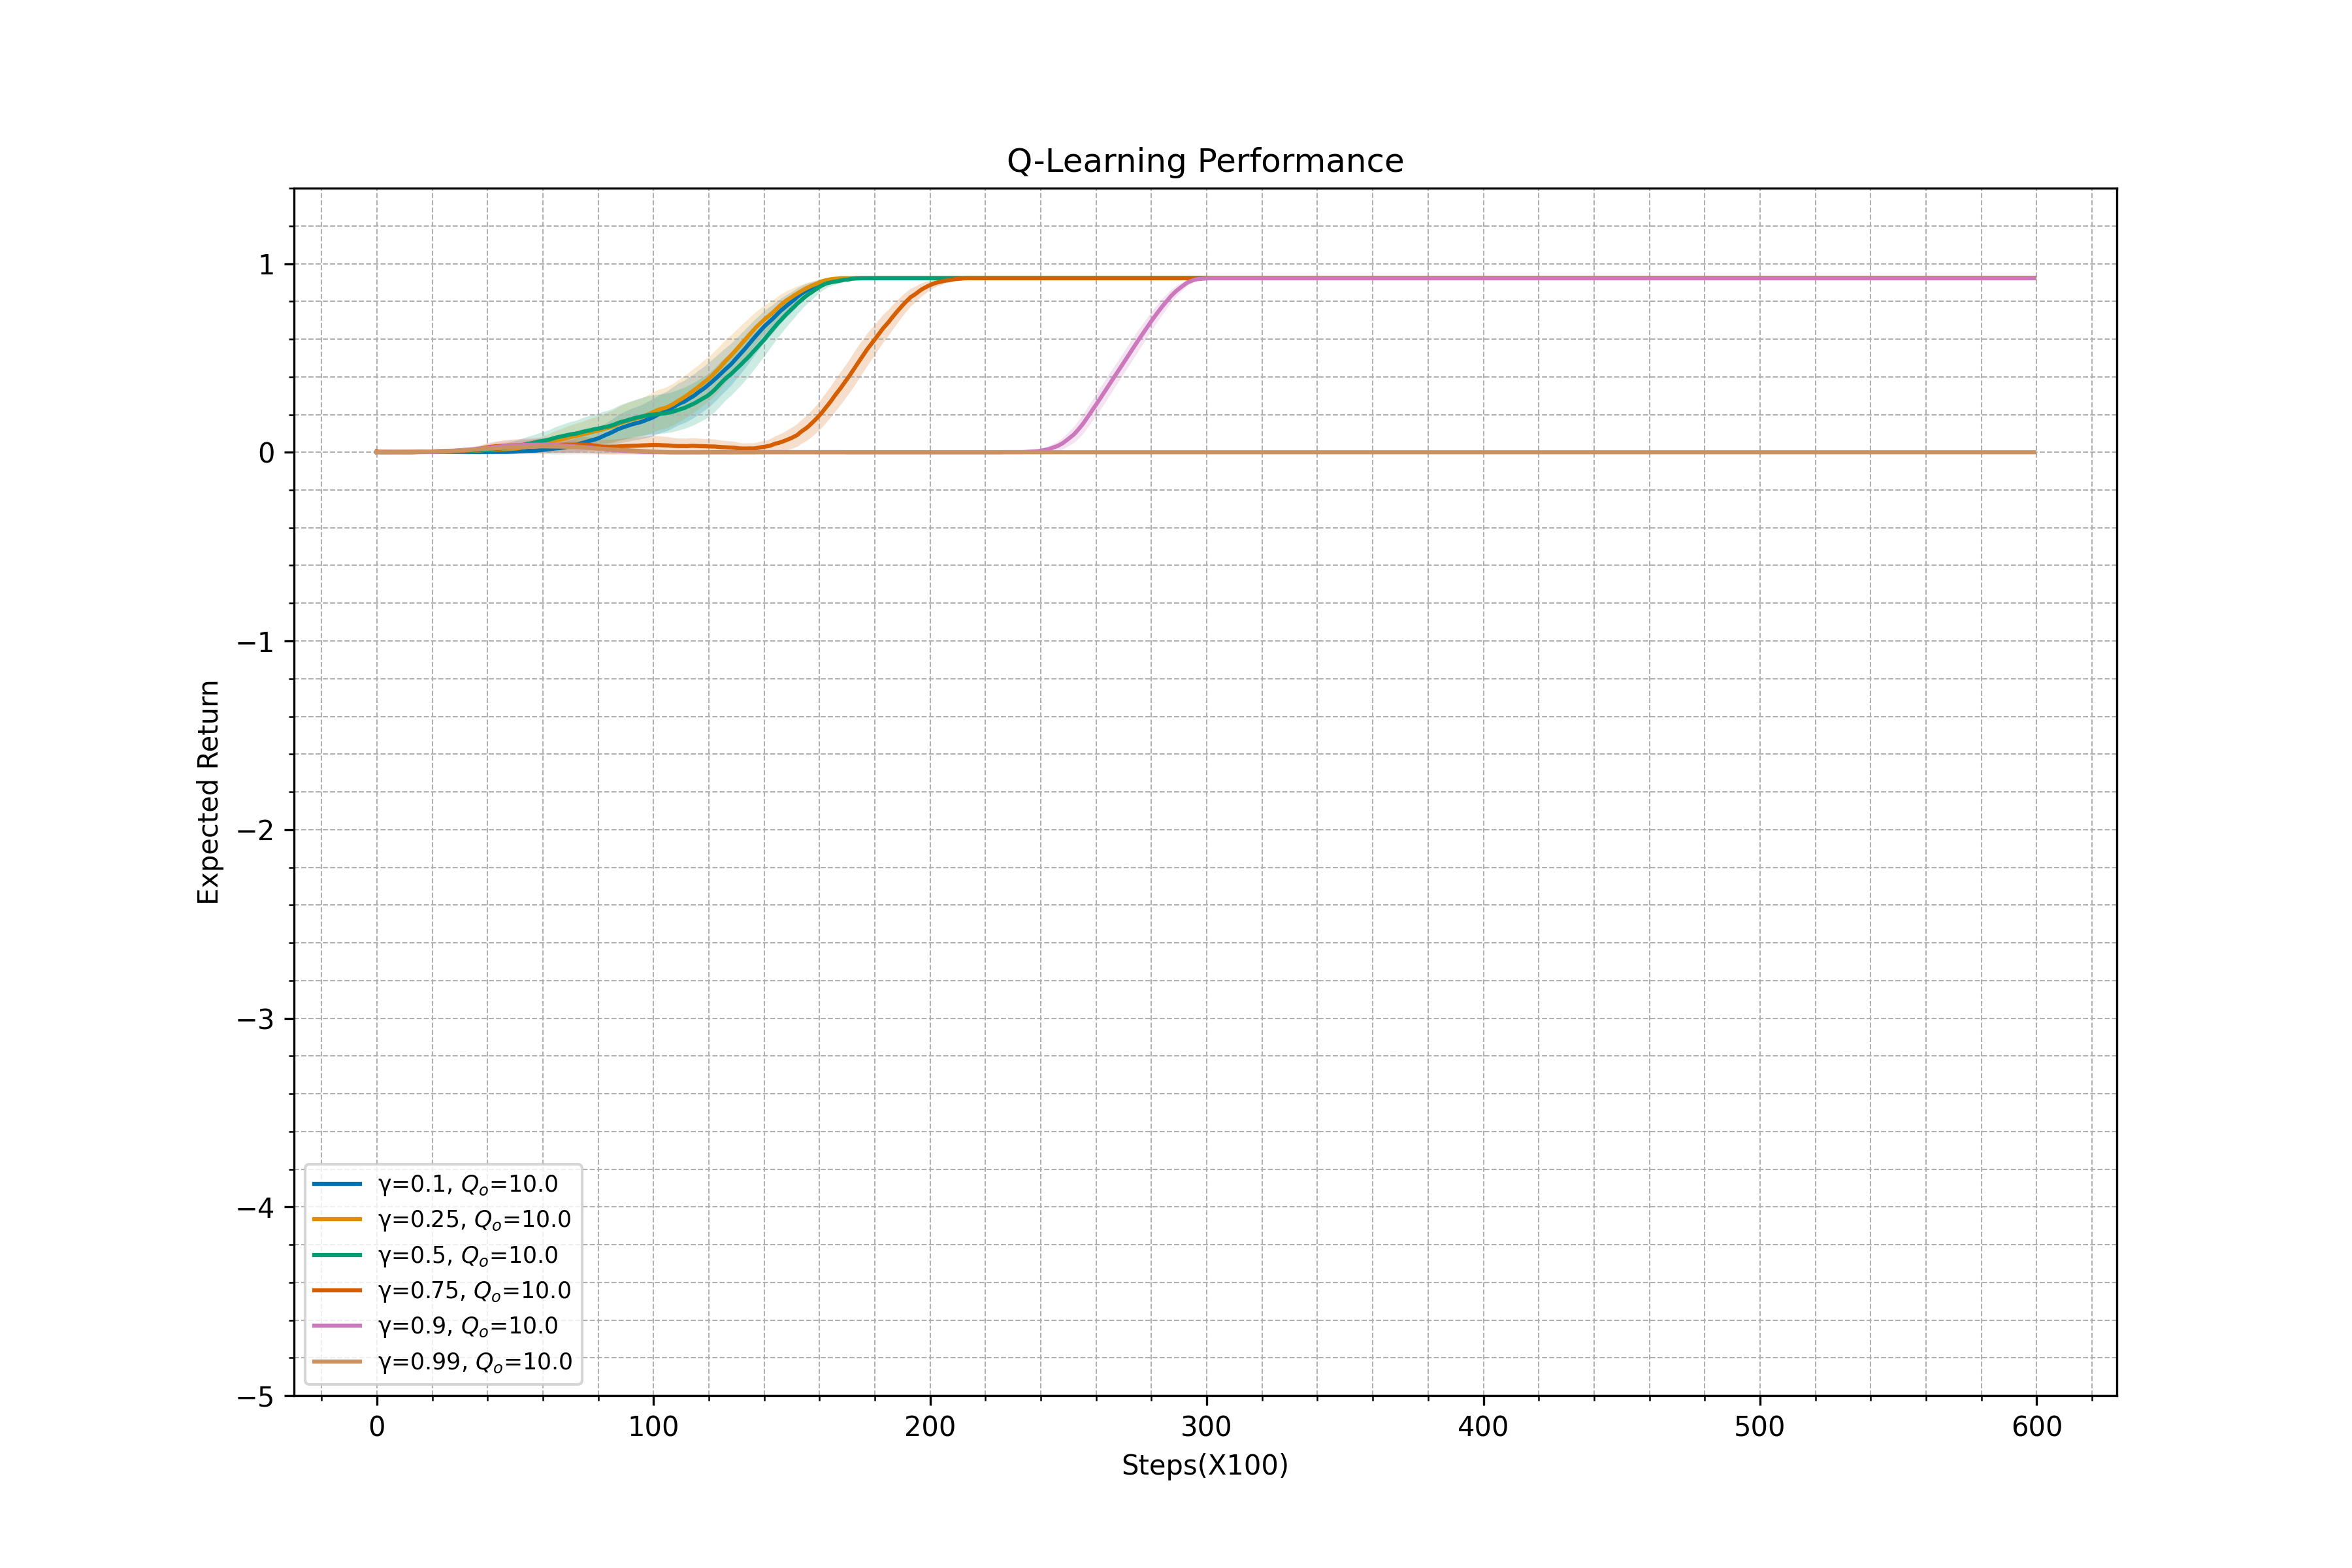 Q-Learning Performance
Expected Return
1
0
−1
−2
−3
−4
−5
γ=0.1, Qₒ=10.0
γ=0.25, Qₒ=10.0
γ=0.5, Qₒ=10.0
γ=0.75, Qₒ=10.0
γ=0.9, Qₒ=10.0
γ=0.99, Qₒ=10.0
0 100 200 300 400 500 600
Steps(X100)